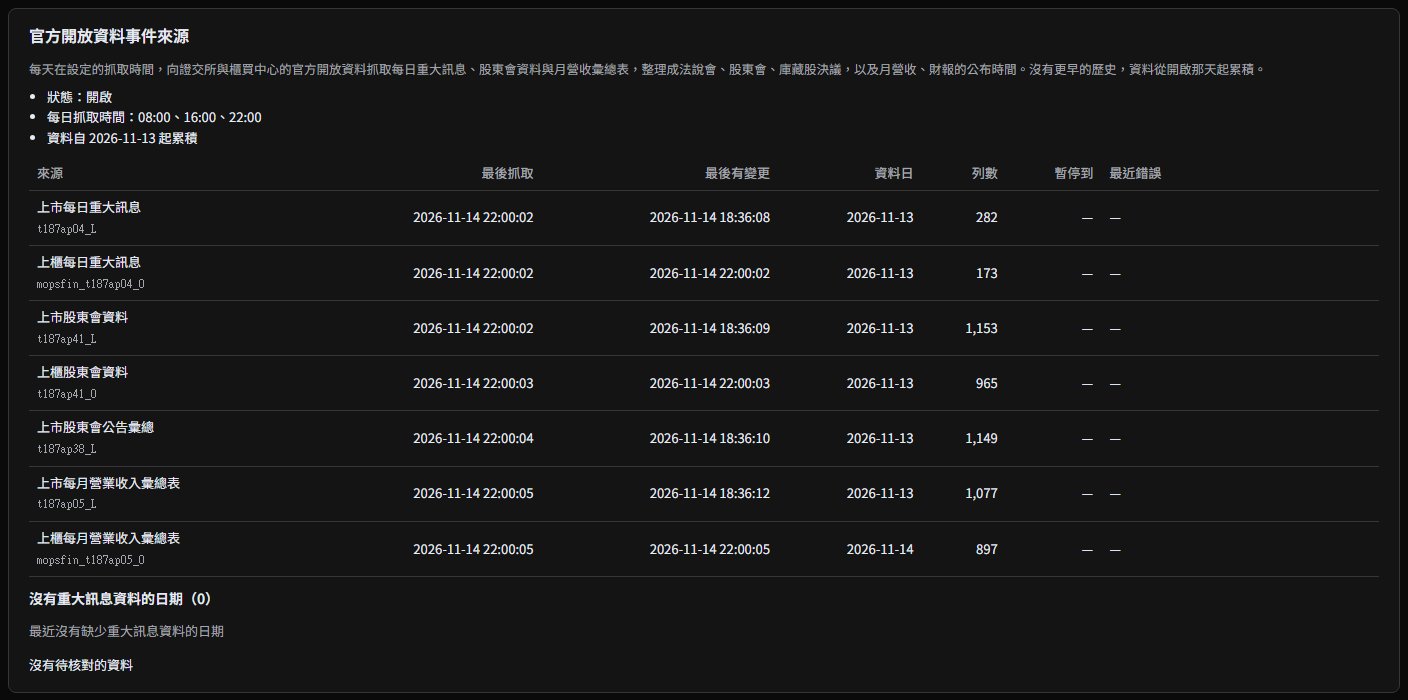 官方開放資料事件來源
每天在設定的抓取時間，向證交所與櫃買中心的官方開放資料抓取每日重大訊息、股東會資料與月營收彙總表，整理成法說會、股東會、庫藏股決議，以及月營收、財報的公布時間。沒有更早的歷史，資料從開啟那天起累積。
• 狀態：開啟
• 每日抓取時間：08:00、16:00、22:00
• 資料自 2026-11-13 起累積
來源 最後抓取 最後有變更 資料日 列數 暫停到 最近錯誤
上市每日重大訊息
t187ap04_L
2026-11-14 22:00:02 2026-11-14 18:36:08 2026-11-13 282 — —
上櫃每日重大訊息
mopsfin_t187ap04_O
2026-11-14 22:00:02 2026-11-14 22:00:02 2026-11-13 173 — —
上市股東會資料
t187ap41_L
2026-11-14 22:00:02 2026-11-14 18:36:09 2026-11-13 1,153 — —
上櫃股東會資料
t187ap41_O
2026-11-14 22:00:03 2026-11-14 22:00:03 2026-11-13 965 — —
上市股東會公告彙總
t187ap38_L
2026-11-14 22:00:04 2026-11-14 18:36:10 2026-11-13 1,149 — —
上市每月營業收入彙總表
t187ap05_L
2026-11-14 22:00:05 2026-11-14 18:36:12 2026-11-13 1,077 — —
上櫃每月營業收入彙總表
mopsfin_t187ap05_O
2026-11-14 22:00:05 2026-11-14 22:00:05 2026-11-14 897 — —
沒有重大訊息資料的日期（0）
最近沒有缺少重大訊息資料的日期
沒有待核對的資料